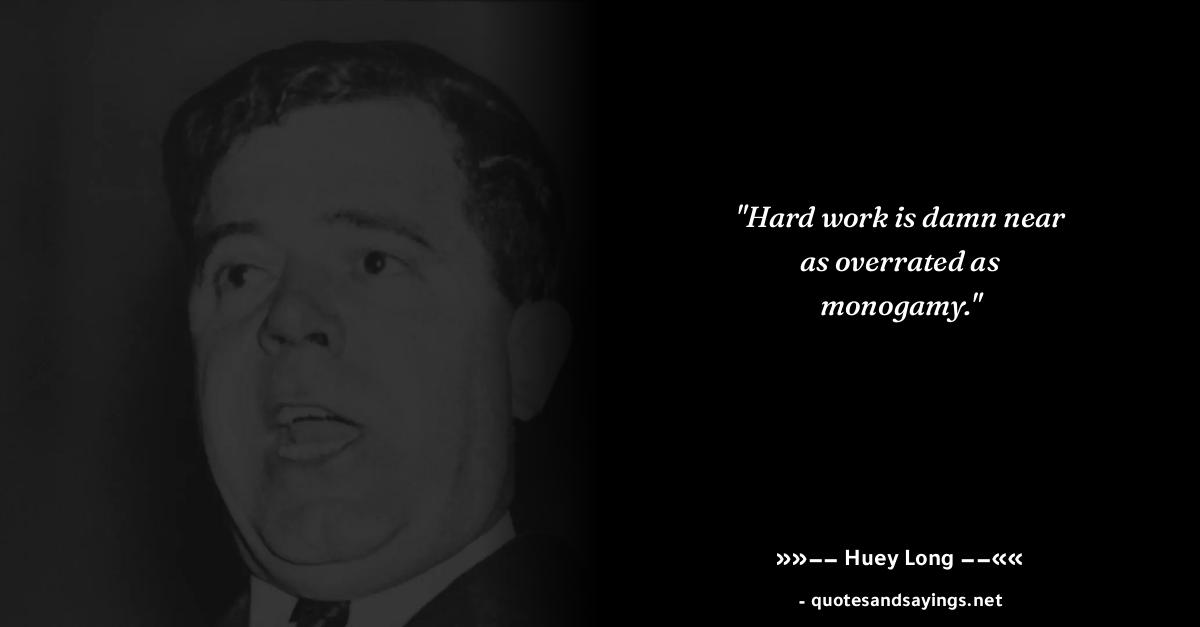 "Hard work is damn near
as overrated as
monogamy."
»»−− Huey Long −−««
- quotesandsayings.net